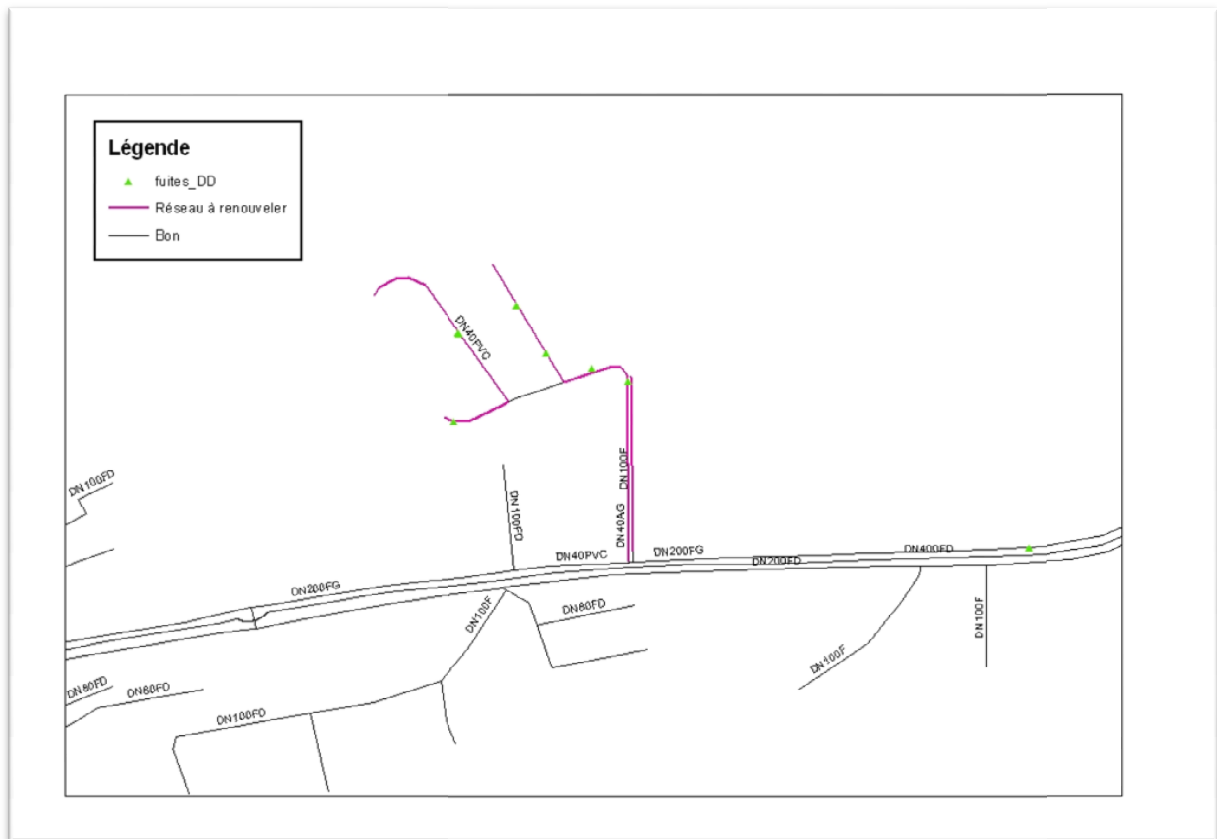 Légende
fuites_DD
Réseau à renouveler
Bon
DN40PVC
DN100FD
DN100FD
DN100F
DN40AG
DN40PVC
DN200FG
DN400FD
DN200FD
DN200FG
DN100F
DN80FD
DN100F
DN100F
DN80FD
DN60FD
DN100FD